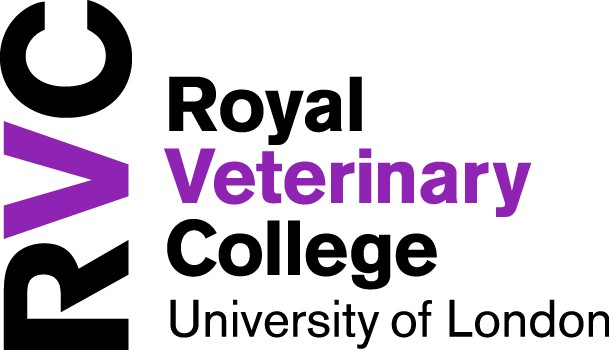 RVC
Royal
Veterinary
College
University of London